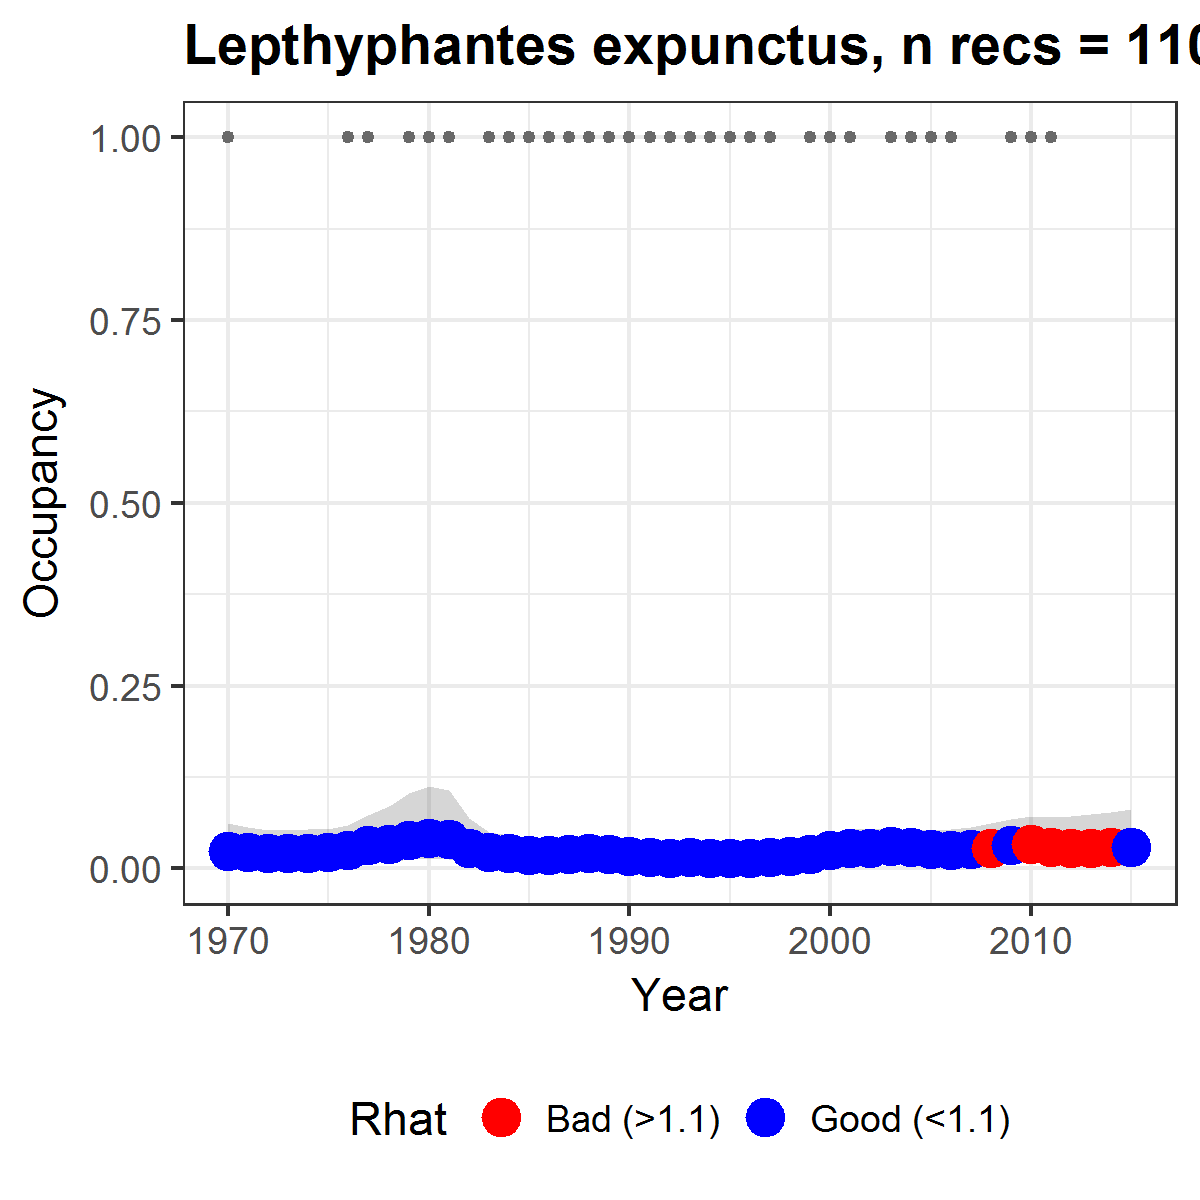 Lepthyphantes expunctus, n recs = 110
1.00
0.75
0.50
0.25
0.00
Occupancy
1970 1980 1990 2000 2010
Year
Rhat Bad (>1.1) Good (<1.1)